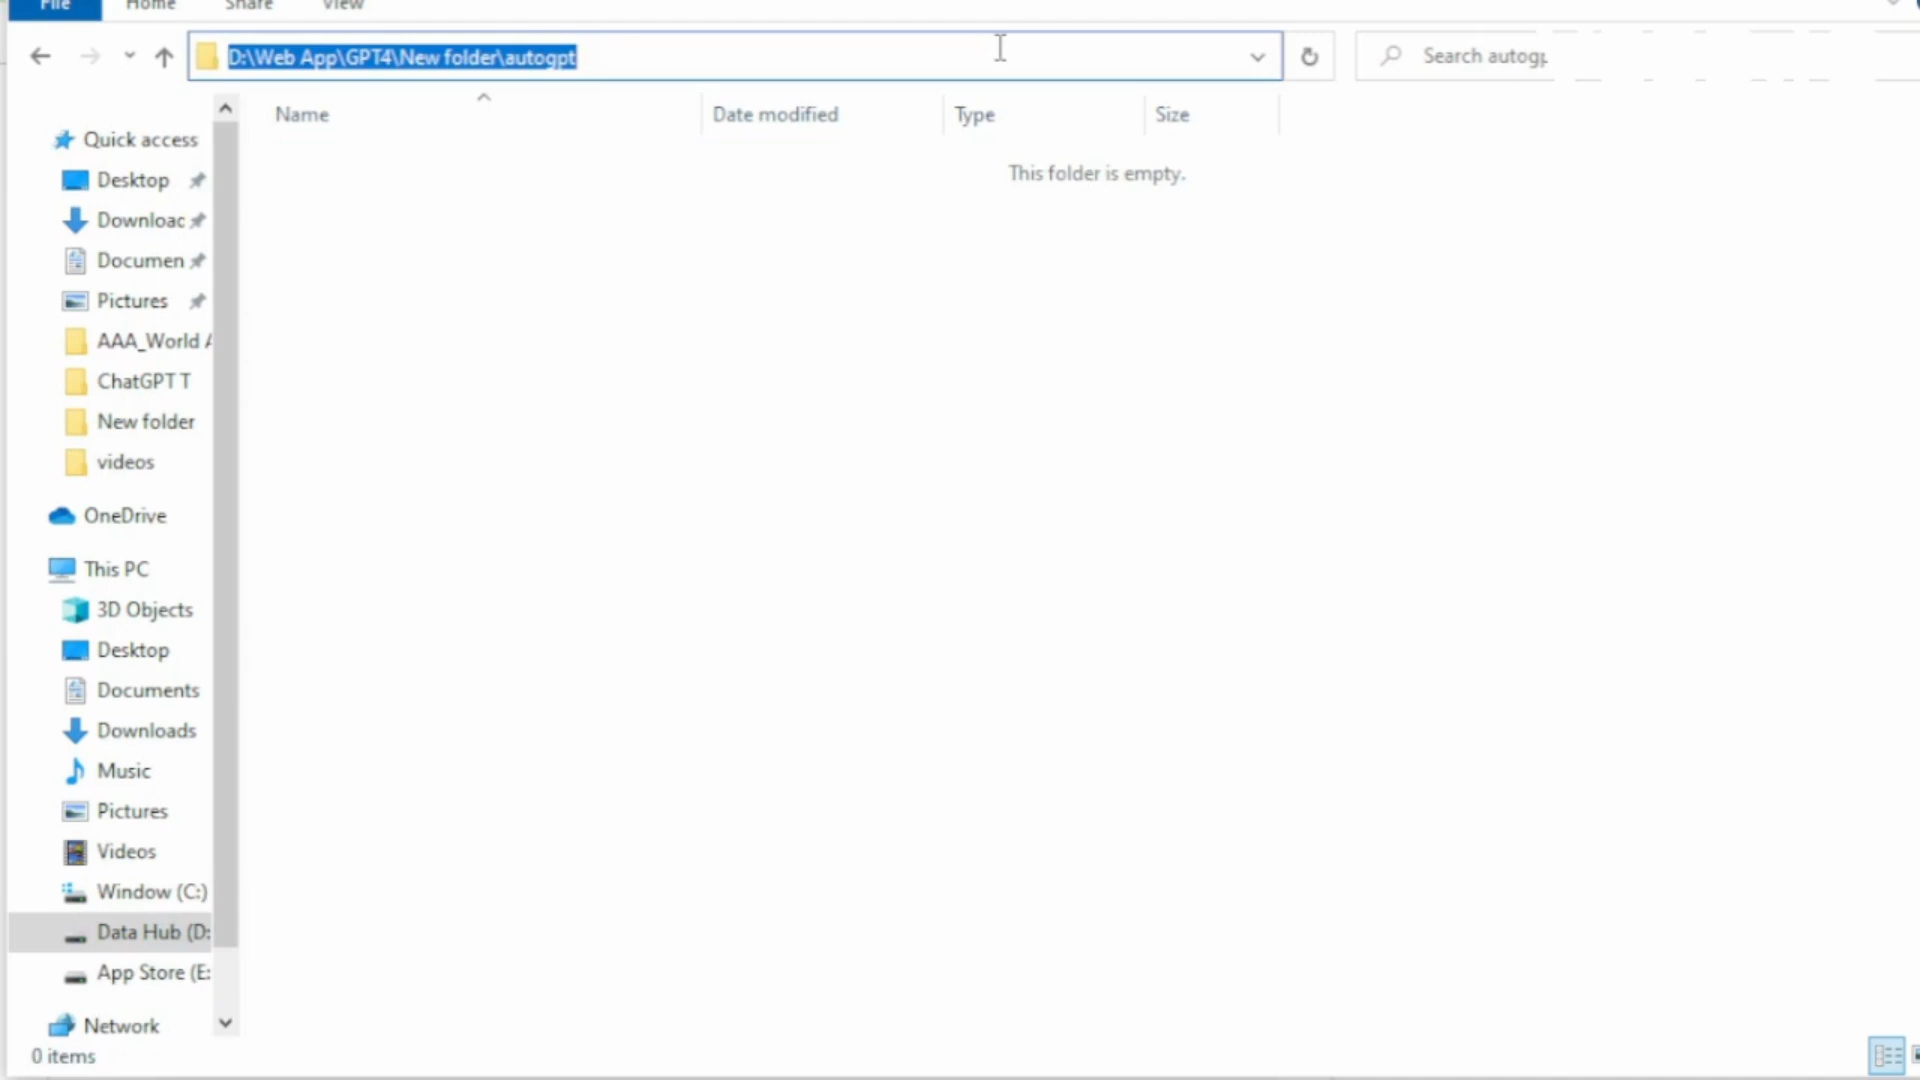 File Home Share View
D:\Web App\GPT4\New folder\autogpt
Search autogp
Name Date modified Type Size
This folder is empty.
Quick access
Desktop
Downloac
Documen
Pictures
AAA_World A
ChatGPT T
New folder
videos
OneDrive
This PC
3D Objects
Desktop
Documents
Downloads
Music
Pictures
Videos
Window (C:)
Data Hub (D:
App Store (E:
Network
0 items